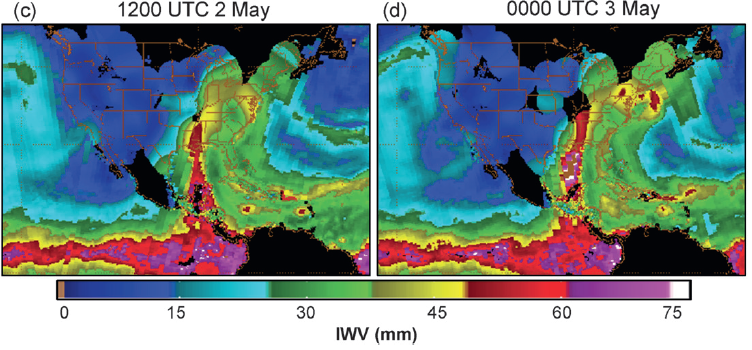 (c) 1200 UTC 2 May
(d) 0000 UTC 3 May
0 15 30 45 60 75
IWV (mm)